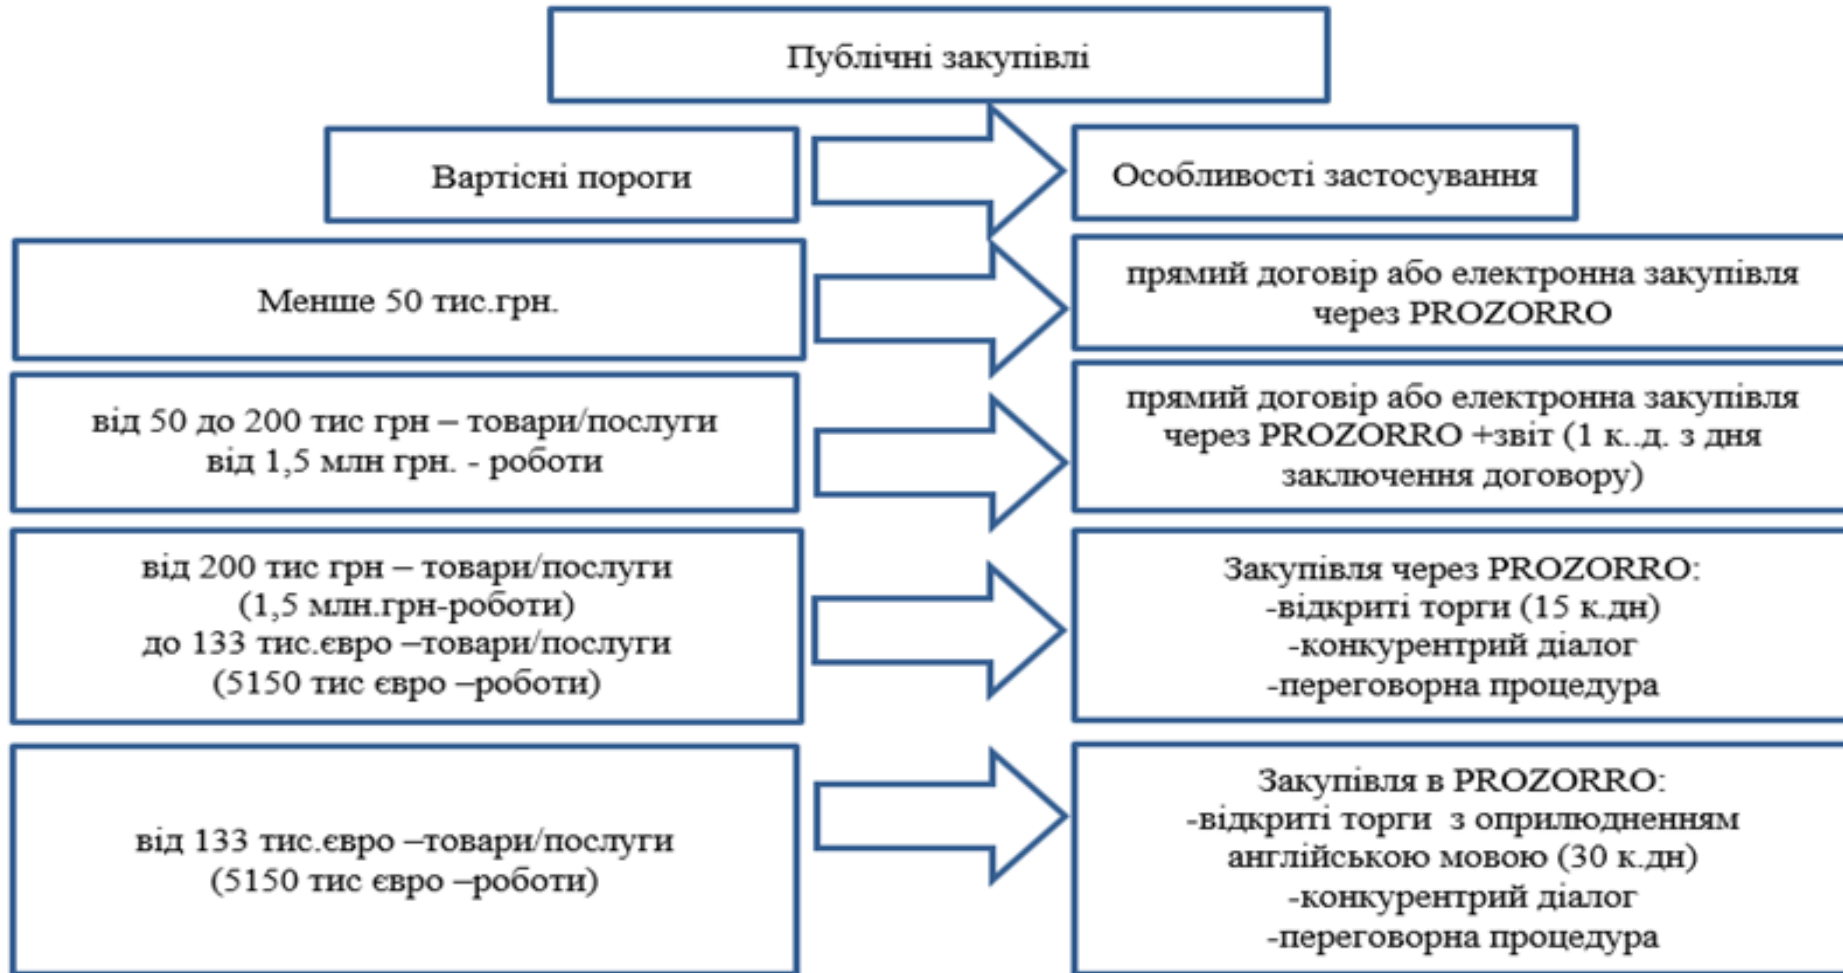 Публічні закупівлі
Вартісні пороги
Особливості застосування
Менше 50 тис.грн.
прямий договір або електронна закупівля
через PROZORRO
від 50 до 200 тис грн – товари/послуги
від 1,5 млн грн. - роботи
прямий договір або електронна закупівля
через PROZORRO +звіт (1 к..д. з дня
заключення договору)
від 200 тис грн – товари/послуги
(1,5 млн.грн-роботи)
до 133 тис.євро –товари/послуги
(5150 тис євро –роботи)
Закупівля через PROZORRO:
-відкриті торги (15 к.дн)
-конкурентрий діалог
-переговорна процедура
від 133 тис.євро –товари/послуги
(5150 тис євро –роботи)
Закупівля в PROZORRO:
-відкриті торги з оприлюдненням
англійською мовою (30 к.дн)
-конкурентрий діалог
-переговорна процедура